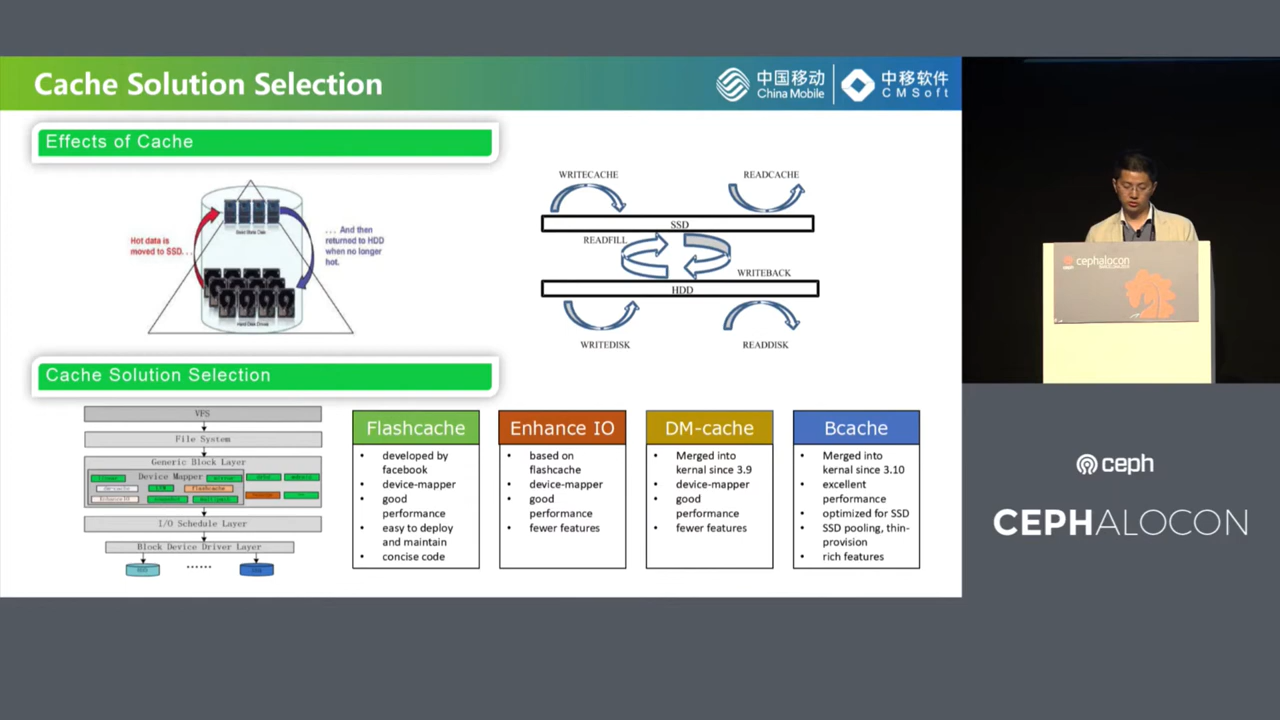 Cache Solution Selection
中国移动
China Mobile
中移软件
CMSoft
Effects of Cache
Hot data is
moved to SSD. . .
. . . And then
returned to HDD
when no longer
hot.
Hard Disk Drives
WRITECACHE
READCACHE
SSD
READFILL
WRITEBACK
HDD
WRITEDISK
READDISK
Cache Solution Selection
VFS
File System
Generic Block Layer
Device Mapper
Flashcache
EnhanceIO
I/O Schedule Layer
Block Device Driver Layer
......
Flashcache
• developed by
facebook
• device-mapper
• good
performance
• easy to deploy
and maintain
• concise code
Enhance IO
• based on
flashcache
• device-mapper
• good
performance
• fewer features
DM-cache
• Merged into
kernal since 3.9
• device-mapper
• good
performance
• fewer features
Bcache
• Merged into
kernal since 3.10
• excellent
performance
• optimized for SSD
• SSD pooling, thin-
provision
• rich features
cephalocon
ceph
CEPHALOCON